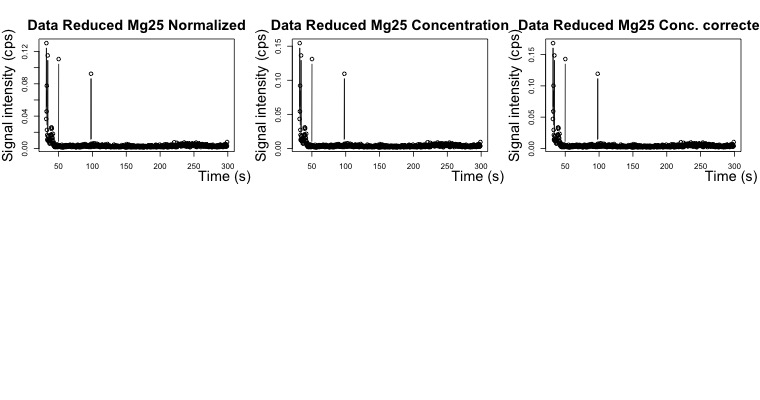 Data Reduced Mg25 Normalized
Signal intensity (cps)
0.00 0.04 0.08 0.12
50 100 150 200 250 300
Time (s)
Data Reduced Mg25 Concentration
Signal intensity (cps)
0.00 0.05 0.10 0.15
50 100 150 200 250 300
Time (s)
Data Reduced Mg25 Conc. correcte
Signal intensity (cps)
0.00 0.05 0.10 0.15
50 100 150 200 250 300
Time (s)